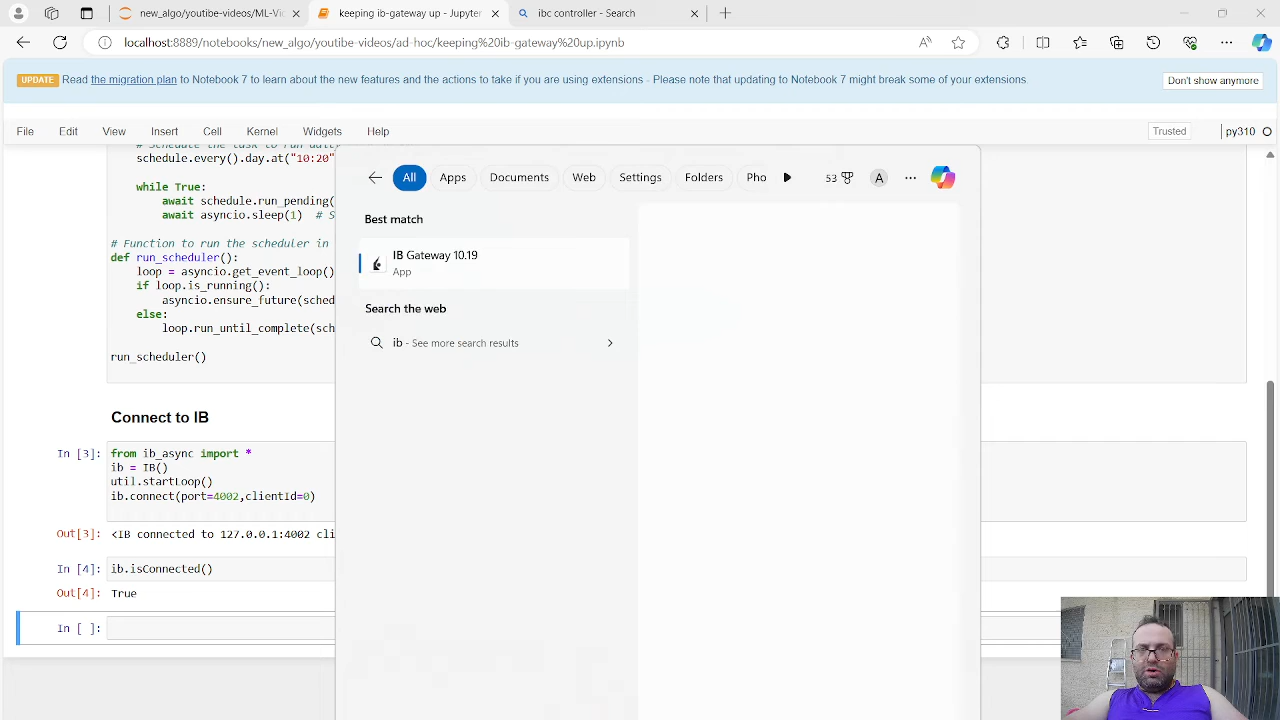 new_algo/youtibe-videos/ML-Vi
keeping ib-gateway up - Jupyter
ibc controller - Search
localhost:8889/notebooks/new_algo/youtibe-videos/ad-hoc/keeping%20ib-gateway%20up.ipynb
UPDATE Read the migration plan to Notebook 7 to learn about the new features and the actions to take if you are using extensions - Please note that updating to Notebook 7 might break some of your extensions.
Don't show anymore
File Edit View Insert Cell Kernel Widgets Help
Trusted
py310
# Schedule the task to run dail
schedule.every().day.at("10:20"
while True:
await schedule.run_pending(
await asyncio.sleep(1) # S
# Function to run the scheduler in
def run_scheduler():
loop = asyncio.get_event_loop()
if loop.is_running():
asyncio.ensure_future(sched
else:
loop.run_until_complete(sch
run_scheduler()
All Apps Documents Web Settings Folders Pho
53
A
Best match
IB Gateway 10.19
App
Search the web
ib - See more search results
Connect to IB
In [3]: from ib_async import *
ib = IB()
util.startLoop()
ib.connect(port=4002,clientId=0)
Out[3]: <IB connected to 127.0.0.1:4002 cli
In [4]: ib.isConnected()
Out[4]: True
In [ ]: